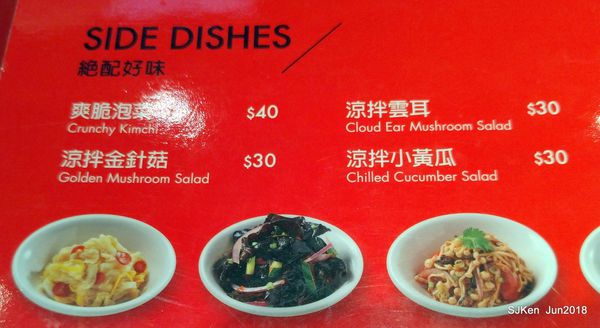 SIDE DISHES
絕配好味
爽脆泡菜 $40
Crunchy Kimchi
涼拌雲耳 $30
Cloud Ear Mushroom Salad
涼拌金針菇 $30
Golden Mushroom Salad
涼拌小黃瓜 $30
Chilled Cucumber Salad
SJKen Jun2018